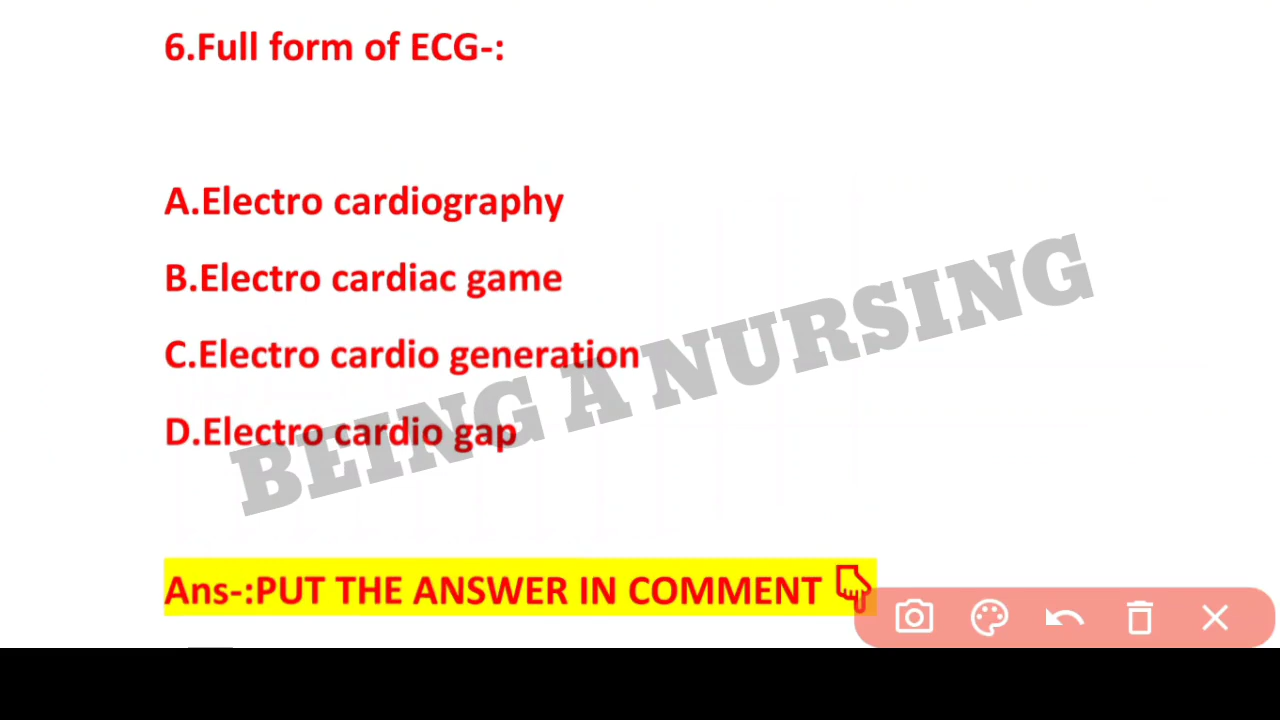 6.Full form of ECG-:
A.Electro cardiography
B.Electro cardiac game
C.Electro cardio generation
D.Electro cardio gap
BEING A NURSING
Ans-:PUT THE ANSWER IN COMMENT